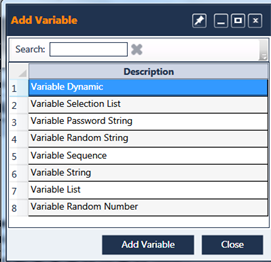 Add Variable
Search:
Description
1 Variable Dynamic
2 Variable Selection List
3 Variable Password String
4 Variable Random String
5 Variable Sequence
6 Variable String
7 Variable List
8 Variable Random Number
Add Variable Close